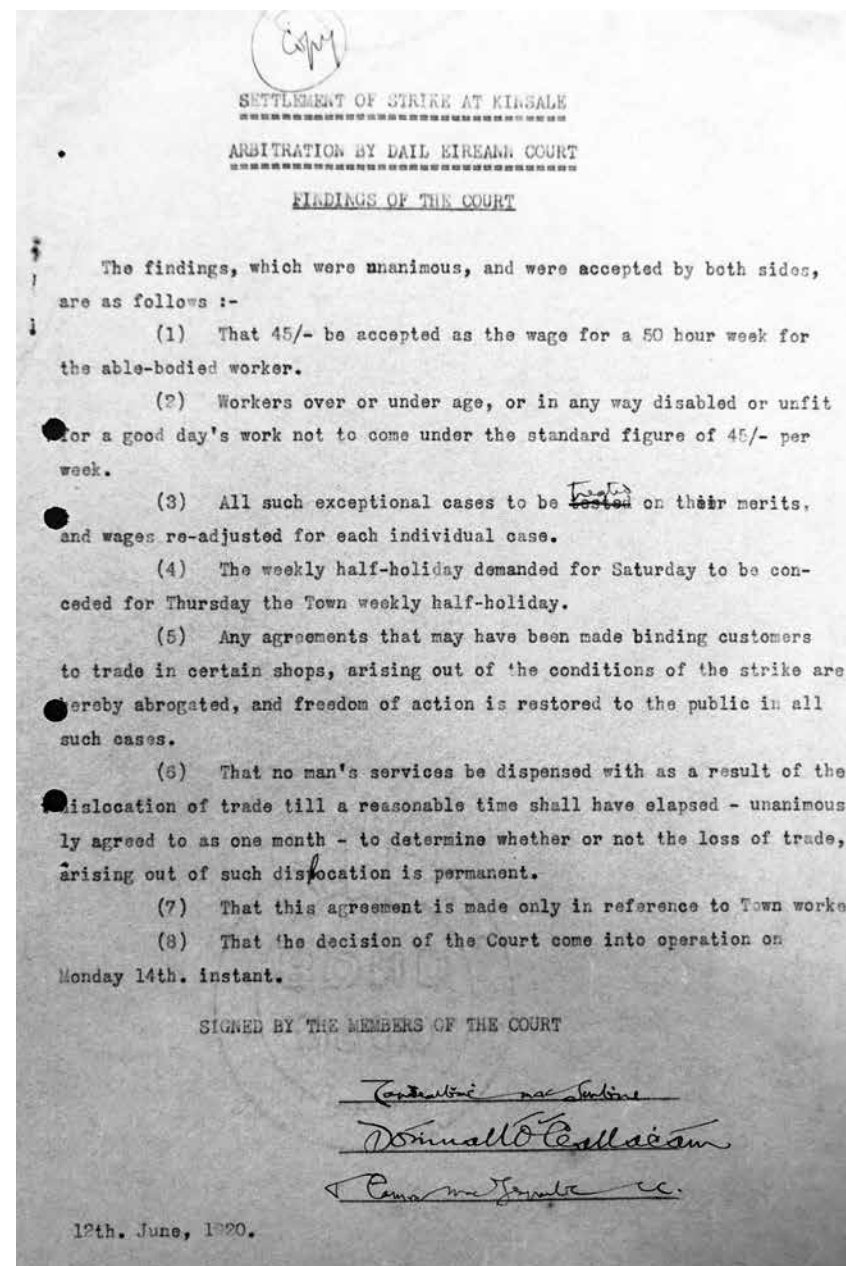 Copy
SETTLEMENT OF STRIKE AT KINSALE
ARBITRATION BY DAIL EIREANN COURT
FINDINGS OF THE COURT
The findings, which were unanimous, and were accepted by both sides,
are as follows :-
(1) That 45/- be accepted as the wage for a 50 hour week for
the able-bodied worker.
(2) Workers over or under age, or in any way disabled or unfit
for a good day's work not to come under the standard figure of 45/- per
week.
(3) All such exceptional cases to be treated on their merits,
and wages re-adjusted for each individual case.
(4) The weekly half-holiday demanded for Saturday to be con-
ceded for Thursday the Town weekly half-holiday.
(5) Any agreements that may have been made binding customers
to trade in certain shops, arising out of the conditions of the strike are
hereby abrogated, and freedom of action is restored to the public in all
such cases.
(6) That no man's services be dispensed with as a result of the
dislocation of trade till a reasonable time shall have elapsed - unanimous
ly agreed to as one month - to determine whether or not the loss of trade,
arising out of such dislocation is permanent.
(7) That this agreement is made only in reference to Town worke
(8) That the decision of the Court come into operation on
Monday 14th. instant.
SIGNED BY THE MEMBERS OF THE COURT
mac Suibne
Domnall Ó Ceallacáin
mac c.c.
12th. June, 1920.